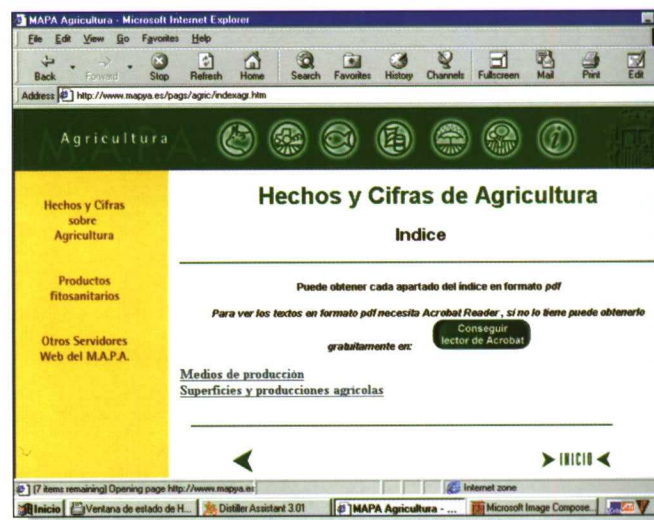 MAPA Agricultura - Microsoft Internet Explorer
File Edit View Go Favorites Help
Back Forward Stop Refresh Home Search Favorites History Channels Fullscreen Mail Print Edit
Address http://www.mapya.es/pags/agric/indexagr.htm
Agricultura
Hechos y Cifras
sobre
Agricultura
Productos
fitosanitarios
Otros Servidores
Web del M.A.P.A.
Hechos y Cifras de Agricultura
Indice
Puede obtener cada apartado del índice en formato pdf
Para ver los textos en formato pdf necesita Acrobat Reader , si no lo tiene puede obtenerlo
gratuitamente en: Conseguir
lector de Acrobat
Medios de producción
Superficies y producciones agrícolas
INICIO
(7 items remaining) Opening page http://www.mapya.es Internet zone
Inicio Ventana de estado de H... Distiller Assistant 3.01 MAPA Agricultura - ... Microsoft Image Compose...